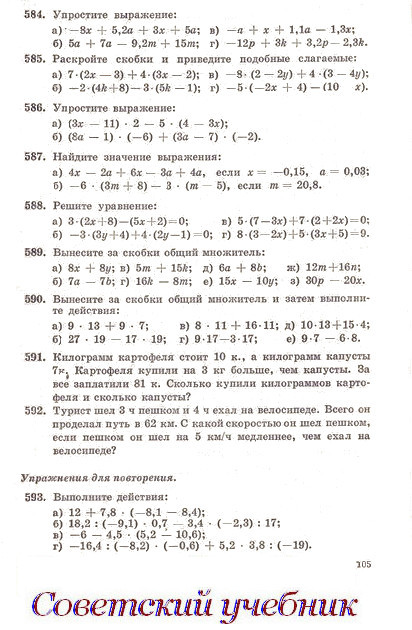 584. Упростите выражение:
а) –8x + 5,2a + 3x + 5a; в) –a + x + 1,1a – 1,3x;
б) 5a + 7a – 9,2m + 15m; г) –12p + 3k + 3,2p – 2,3k.
585. Раскройте скобки и приведите подобные слагаемые:
а) 7·(2x – 3) + 4·(3x – 2); в) –8·(2 – 2y) + 4·(3 – 4y);
б) –2·(4k+8) – 3·(5k–1); г) –5·(–2x + 4) – (10 x).
586. Упростите выражение:
а) (3x – 11) · 2 – 5 · (4 – 3x);
б) (8a – 1) · (–6) + (3a – 7) · (–2).
587. Найдите значение выражения:
а) 4x – 2a + 6x – 3a + 4a, если x = –0,15, a = 0,03;
б) –6 · (3m + 8) – 3 · (m – 5), если m = 20,8.
588. Решите уравнение:
а) 3·(2x+8)–(5x+2)=0; в) 5·(7–3x)+7·(2+2x)=0;
б) –3·(3y+4)+4·(2y–1)=0; г) 8·(3–2x)+5·(3x+5)=9.
589. Вынесите за скобки общий множитель:
а) 8x + 8y; в) 5m + 15k; д) 6a + 8b; ж) 12m+16n;
б) 7a – 7b; г) 16k – 8m; е) 15x – 10y; з) 30p – 20x.
590. Вынесите за скобки общий множитель и затем выполни-
те действия:
а) 9 · 13 + 9 · 7; в) 8 · 11 + 16·11; д) 10·13+15·4;
б) 27 · 19 – 17 · 19; г) 9·17–3·17; е) 9·7 – 6·8.
591. Килограмм картофеля стоит 10 к., а килограмм капусты
7к. Картофеля купили на 3 кг больше, чем капусты. За
все заплатили 81 к. Сколько купили килограммов карто-
феля и сколько капусты?
592. Турист шел 3 ч пешком и 4 ч ехал на велосипеде. Всего он
проделал путь в 62 км. С какой скоростью он шел пешком,
если пешком он шел на 5 км/ч медленнее, чем ехал на
велосипеде?
Упражнения для повторения.
593. Выполните действия:
а) 12 + 7,8 · (–8,1 – 8,4);
б) 18,2 : (–9,1) · 0,7 – 3,4 · (–2,3) : 17;
в) –6 – 4,5 · (5,2 – 10,6);
г) –16,4 : (–8,2) · (–0,6) + 5,2 · 3,8 : (–19).
105
Советский учебник